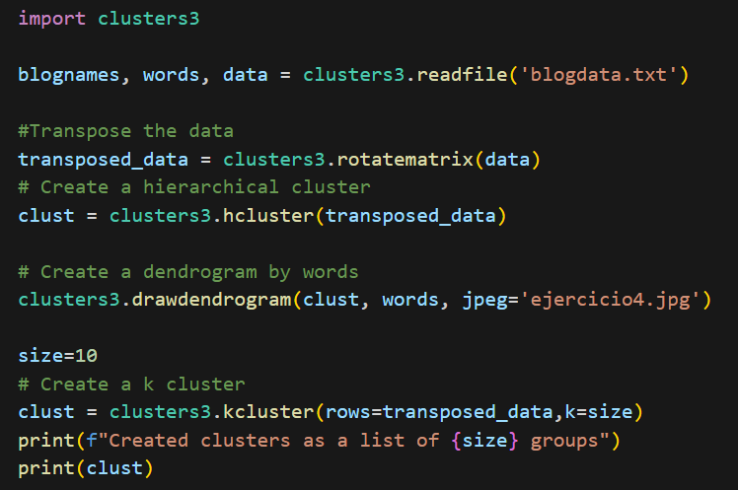 import clusters3
blognames, words, data = clusters3.readfile('blogdata.txt')
#Transpose the data
transposed_data = clusters3.rotatematrix(data)
# Create a hierarchical cluster
clust = clusters3.hcluster(transposed_data)
# Create a dendrogram by words
clusters3.drawdendrogram(clust, words, jpeg='ejercicio4.jpg')
size=10
# Create a k cluster
clust = clusters3.kcluster(rows=transposed_data,k=size)
print(f"Created clusters as a list of {size} groups")
print(clust)